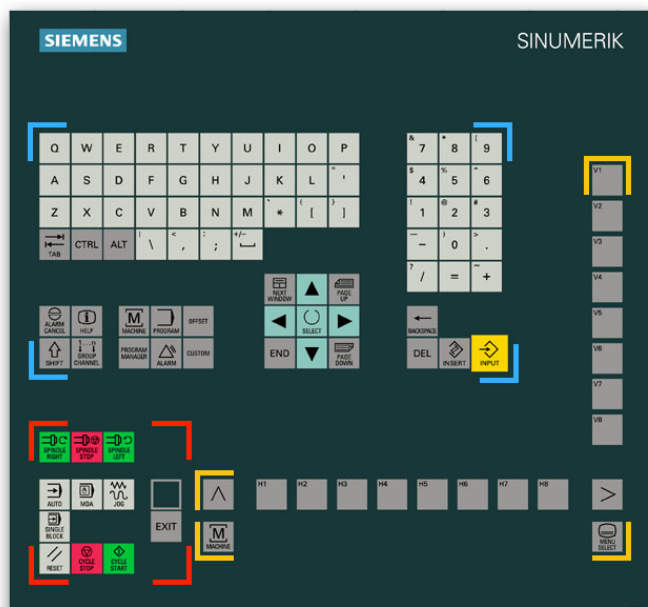 SIEMENS SINUMERIK
Q W E R T Y U I O P & 7 * 8 ( 9
A S D F G H J K L " ' $ 4 % 5 ^ 6 V1
Z X C V B N M * { [ } ] ! 1 @ 2 # 3 V2
TAB CTRL ALT | \ < , : ; +/- — - ) 0 > . V3
? / = ~ + V4
NEXT WINDOW PAGE UP
ALARM CANCEL 1...n HELP M MACHINE PROGRAM OFFSET SELECT BACKSPACE V5
SHIFT GROUP CHANNEL PROGRAM MANAGER ALARM CUSTOM END PAGE DOWN DEL INSERT INPUT V6
V7
V8
SPINDLE RIGHT SPINDLE STOP SPINDLE LEFT
AUTO MDA JOG H1 H2 H3 H4 H5 H6 H7 H8
SINGLE BLOCK EXIT M MACHINE MENU SELECT
RESET CYCLE STOP CYCLE START